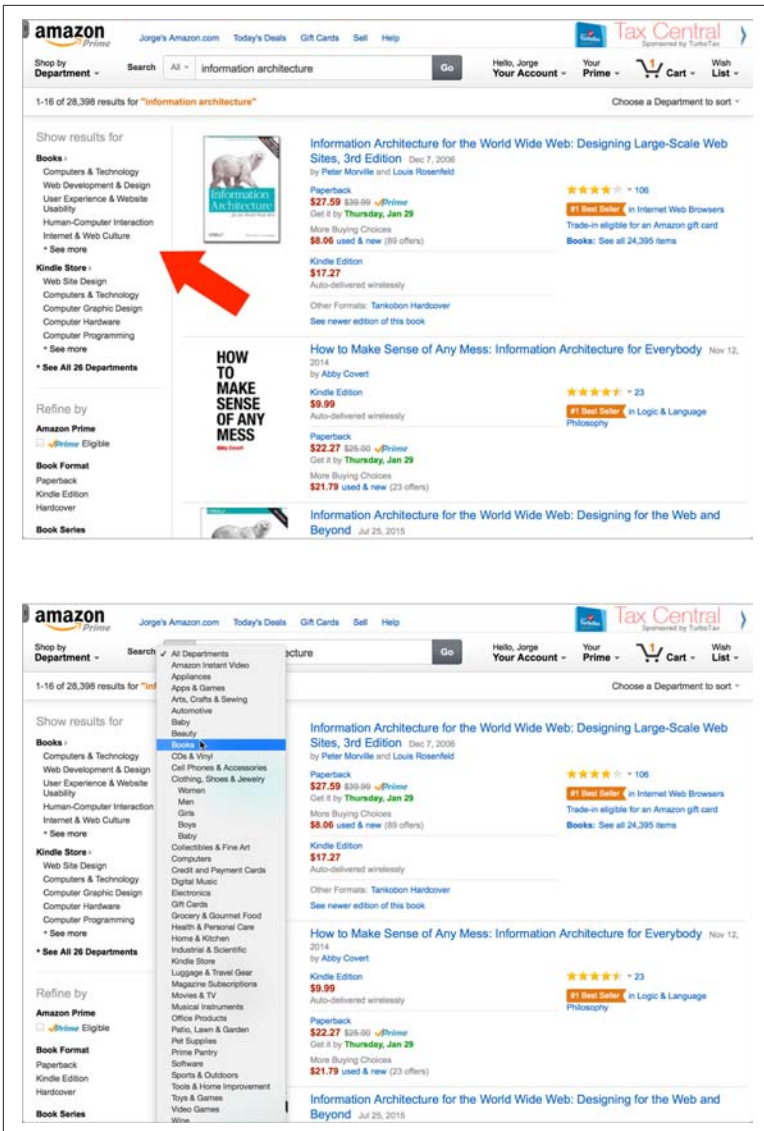 amazon
Prime
Jorge's Amazon.com Today's Deals Gift Cards Sell Help
Tax Central
Sponsored by TurboTax
Shop by
Department
Search All information architecture Go
Hello, Jorge
Your Account
Your
Prime
1
Cart
Wish
List
1-16 of 28,398 results for "information architecture"
Choose a Department to sort
Show results for
Books ›
Computers & Technology
Web Development & Design
User Experience & Website
Usability
Human-Computer Interaction
Internet & Web Culture
See more
Kindle Store ›
Web Site Design
Computers & Technology
Computer Graphic Design
Computer Hardware
Computer Programming
See more
See All 26 Departments
Refine by
Amazon Prime
Prime Eligible
Book Format
Paperback
Kindle Edition
Hardcover
Book Series
Information
Architecture
Information Architecture for the World Wide Web: Designing Large-Scale Web
Sites, 3rd Edition Dec 7, 2006
by Peter Morville and Louis Rosenfeld
Paperback
$27.59 $39.99 Prime
Get it by Thursday, Jan 29
More Buying Choices
$8.06 used & new (89 offers)
Kindle Edition
$17.27
Auto-delivered wirelessly
Other Formats: Tankobon Hardcover
See newer edition of this book
106
#1 Best Seller in Internet Web Browsers
Trade-in eligible for an Amazon gift card
Books: See all 24,395 items
HOW
TO
MAKE
SENSE
OF ANY
MESS
Abby Covert
How to Make Sense of Any Mess: Information Architecture for Everybody Nov 12,
2014
by Abby Covert
Kindle Edition
$9.99
Auto-delivered wirelessly
Paperback
$22.27 $25.00 Prime
Get it by Thursday, Jan 29
More Buying Choices
$21.79 used & new (23 offers)
23
#1 Best Seller in Logic & Language
Philosophy
Information Architecture for the World Wide Web: Designing for the Web and
Beyond Jul 25, 2015
amazon
Prime
Jorge's Amazon.com Today's Deals Gift Cards Sell Help
Tax Central
Sponsored by TurboTax
Shop by
Department
Search
ecture Go
Hello, Jorge
Your Account
Your
Prime
1
Cart
Wish
List
1-16 of 28,398 results for "inf
Choose a Department to sort
✓ All Departments
Amazon Instant Video
Appliances
Apps & Games
Arts, Crafts & Sewing
Automotive
Baby
Beauty
Books
CDs & Vinyl
Cell Phones & Accessories
Clothing, Shoes & Jewelry
Women
Men
Girls
Boys
Baby
Collectibles & Fine Art
Computers
Credit and Payment Cards
Digital Music
Electronics
Gift Cards
Grocery & Gourmet Food
Health & Personal Care
Home & Kitchen
Industrial & Scientific
Kindle Store
Luggage & Travel Gear
Magazine Subscriptions
Movies & TV
Musical Instruments
Office Products
Patio, Lawn & Garden
Pet Supplies
Prime Pantry
Software
Sports & Outdoors
Tools & Home Improvement
Toys & Games
Video Games
Wine
Show results for
Books ›
Computers & Technology
Web Development & Design
User Experience & Website
Usability
Human-Computer Interaction
Internet & Web Culture
See more
Kindle Store ›
Web Site Design
Computers & Technology
Computer Graphic Design
Computer Hardware
Computer Programming
See more
See All 26 Departments
Refine by
Amazon Prime
Prime Eligible
Book Format
Paperback
Kindle Edition
Hardcover
Book Series
Information Architecture for the World Wide Web: Designing Large-Scale Web
Sites, 3rd Edition Dec 7, 2006
by Peter Morville and Louis Rosenfeld
Paperback
$27.59 $39.99 Prime
Get it by Thursday, Jan 29
More Buying Choices
$8.06 used & new (89 offers)
Kindle Edition
$17.27
Auto-delivered wirelessly
Other Formats: Tankobon Hardcover
See newer edition of this book
106
#1 Best Seller in Internet Web Browsers
Trade-in eligible for an Amazon gift card
Books: See all 24,395 items
How to Make Sense of Any Mess: Information Architecture for Everybody Nov 12,
2014
by Abby Covert
Kindle Edition
$9.99
Auto-delivered wirelessly
Paperback
$22.27 $25.00 Prime
Get it by Thursday, Jan 29
More Buying Choices
$21.79 used & new (23 offers)
23
#1 Best Seller in Logic & Language
Philosophy
Information Architecture for the World Wide Web: Designing for the Web and
Beyond Jul 25, 2015